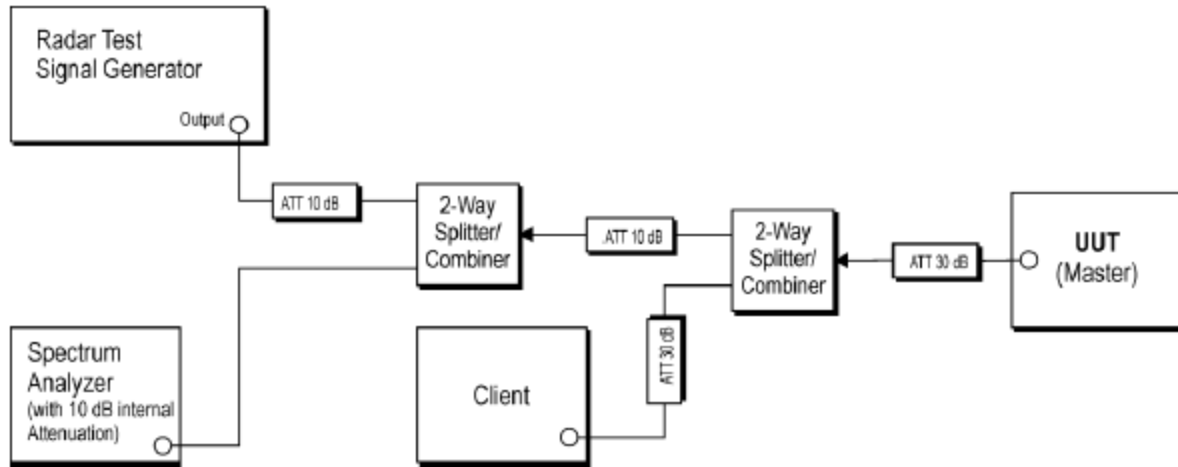 Radar Test
Signal Generator
Output
ATT 10 dB
2-Way
Splitter/
Combiner
.ATT 10 dB
2-Way
Splitter/
Combiner
ATT 30 dB
UUT
(Master)
ATT 30 dB
Spectrum
Analyzer
(with 10 dB internal
Attenuation)
Client